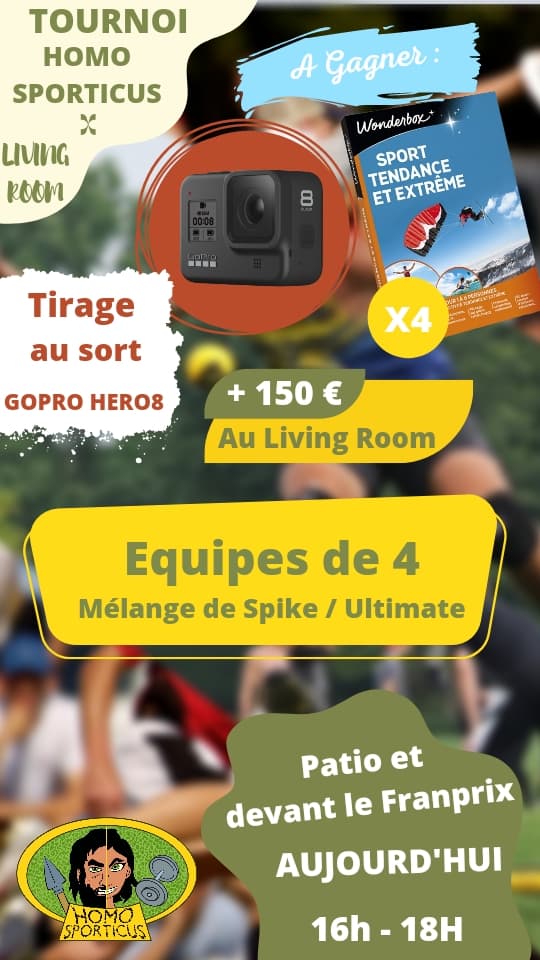 TOURNOI
HOMO
SPORTICUS
X
LIVING
ROOM
A Gagner :
Wonderbox
SPORT
TENDANCE
ET EXTRÊME
8
00:08
GoPro
X4
Tirage
au sort
GOPRO HERO8
+ 150 €
Au Living Room
Equipes de 4
Mélange de Spike / Ultimate
Patio et
devant le Franprix
AUJOURD'HUI
16h - 18H
HOMO
SPORTICUS